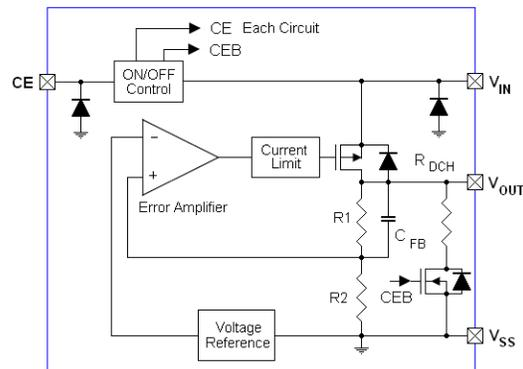 CE Each Circuit
CEB
CE
ON/OFF
Control
VIN
Current
Limit
RDCH
VOUT
Error Amplifier
R1
CFB
R2
CEB
Voltage
Reference
VSS